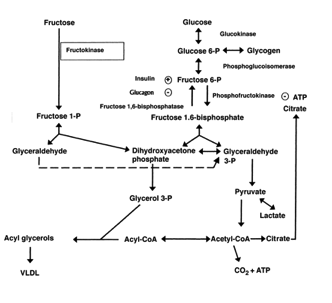 Fructose
Glucose
Fructokinase
Glucokinase
Glucose 6-P
Glycogen
Phosphoglucoisomerase
Insulin +
Glucagon -
Fructose 6-P
Fructose 1,6-bisphosphatase
Phosphofructokinase - ATP
Citrate
Fructose 1-P
Fructose 1.6-bisphosphate
Glyceraldehyde
Dihydroxyacetone
phosphate
Glyceraldehyde
3-P
Glycerol 3-P
Pyruvate
Lactate
Acyl glycerols
Acyl-CoA
Acetyl-CoA
Citrate
VLDL
CO2 + ATP